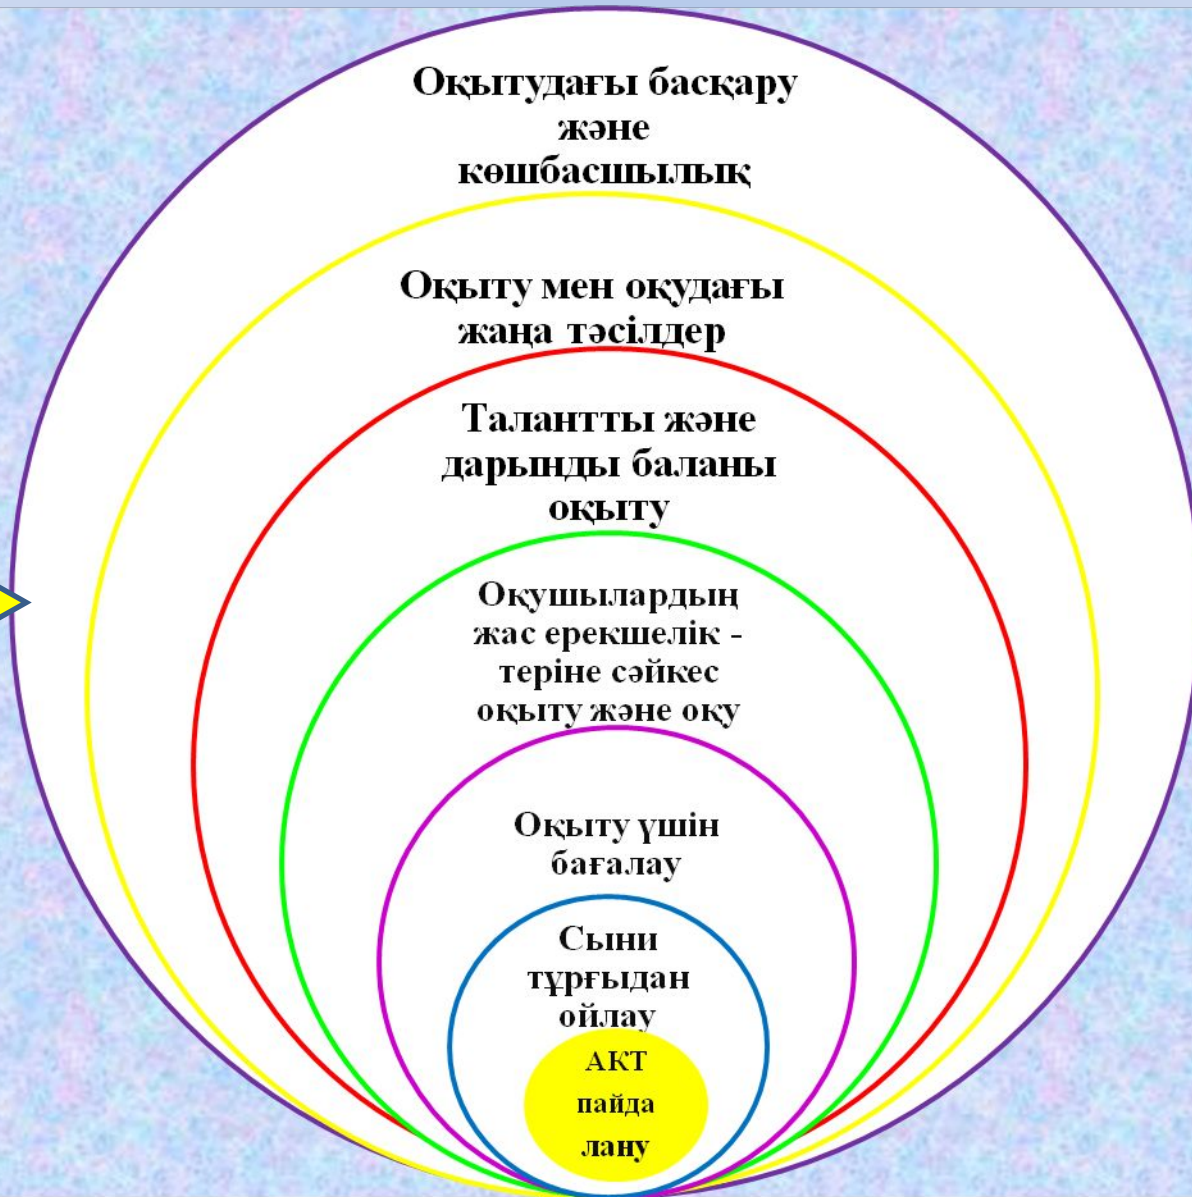 Оқытудағы басқару
және
көшбасшылық
Оқыту мен оқудағы
жаңа тәсілдер
Талантты және
дарынды баланы
оқыту
Оқушылардың
жас ерекшелік -
теріне сәйкес
оқыту және оқу
Оқыту үшін
бағалау
Сыни
тұрғыдан
ойлау
АКТ
пайда
лану